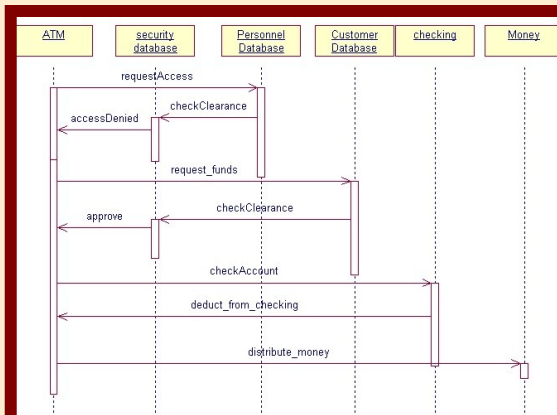 ATM
security
database
Personnel
Database
Customer
Database
checking
Money
requestAccess
checkClearance
accessDenied
request_funds
checkClearance
approve
checkAccount
deduct_from_checking
distribute_money